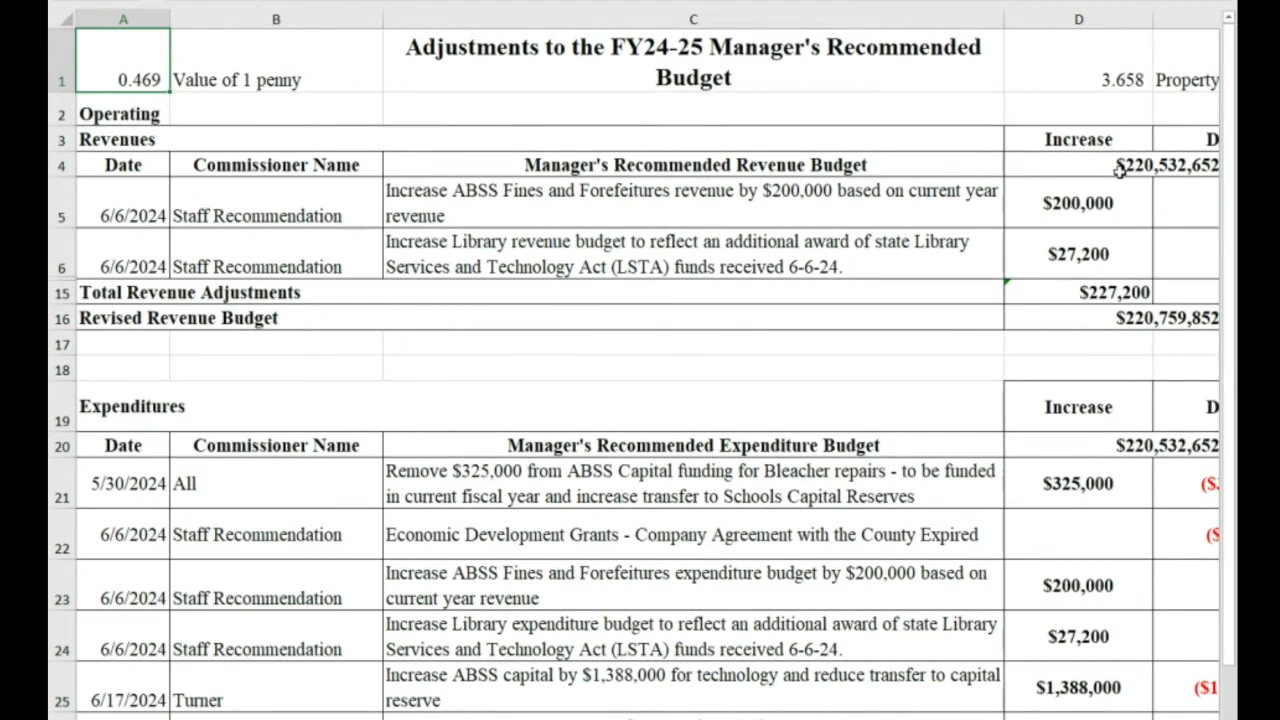 A B C D
Adjustments to the FY24-25 Manager's Recommended
Budget
1 0.469 Value of 1 penny 3.658 Property
2 Operating
3 Revenues Increase D
4 Date Commissioner Name Manager's Recommended Revenue Budget $220,532,652
Increase ABSS Fines and Forefeitures revenue by $200,000 based on current year
5 6/6/2024 Staff Recommendation revenue $200,000
Increase Library revenue budget to reflect an additional award of state Library
6 6/6/2024 Staff Recommendation Services and Technology Act (LSTA) funds received 6-6-24. $27,200
15 Total Revenue Adjustments $227,200
16 Revised Revenue Budget $220,759,852
17
18
19 Expenditures Increase D
20 Date Commissioner Name Manager's Recommended Expenditure Budget $220,532,652
Remove $325,000 from ABSS Capital funding for Bleacher repairs - to be funded
21 5/30/2024 All in current fiscal year and increase transfer to Schools Capital Reserves $325,000 ($
22 6/6/2024 Staff Recommendation Economic Development Grants - Company Agreement with the County Expired ($
Increase ABSS Fines and Forefeitures expenditure budget by $200,000 based on
23 6/6/2024 Staff Recommendation current year revenue $200,000
Increase Library expenditure budget to reflect an additional award of state Library
24 6/6/2024 Staff Recommendation Services and Technology Act (LSTA) funds received 6-6-24. $27,200
Increase ABSS capital by $1,388,000 for technology and reduce transfer to capital
25 6/17/2024 Turner reserve $1,388,000 ($1